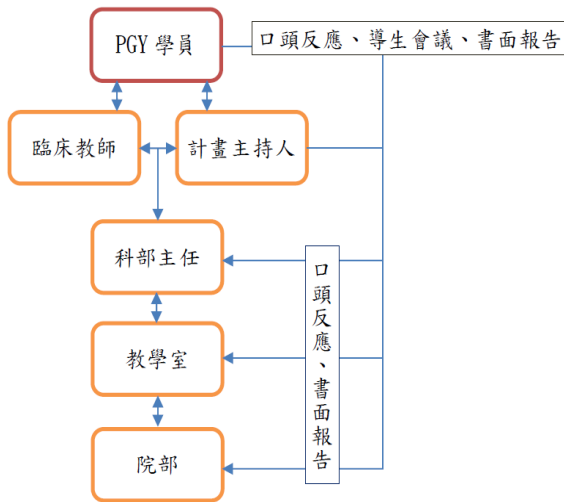 PGY 學員
口頭反應、導生會議、書面報告
臨床教師
計畫主持人
科部主任
口頭反應、書面報告
教學室
院部